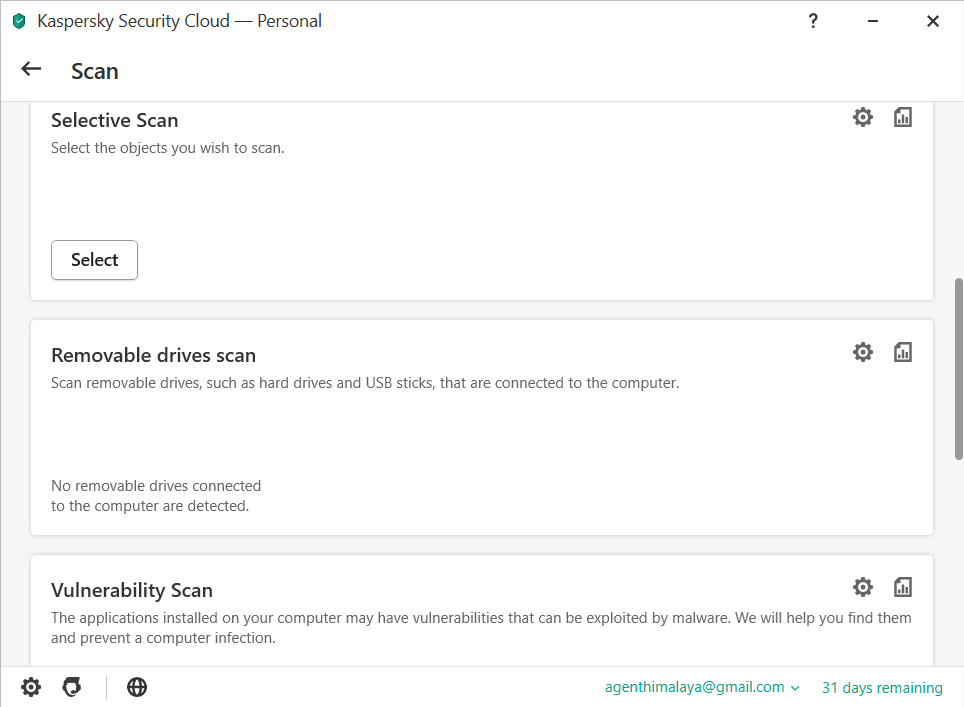 Kaspersky Security Cloud — Personal
?
Scan
Selective Scan
Select the objects you wish to scan.
Select
Removable drives scan
Scan removable drives, such as hard drives and USB sticks, that are connected to the computer.
No removable drives connected
to the computer are detected.
Vulnerability Scan
The applications installed on your computer may have vulnerabilities that can be exploited by malware. We will help you find them
and prevent a computer infection.
agenthimalaya@gmail.com
31 days remaining